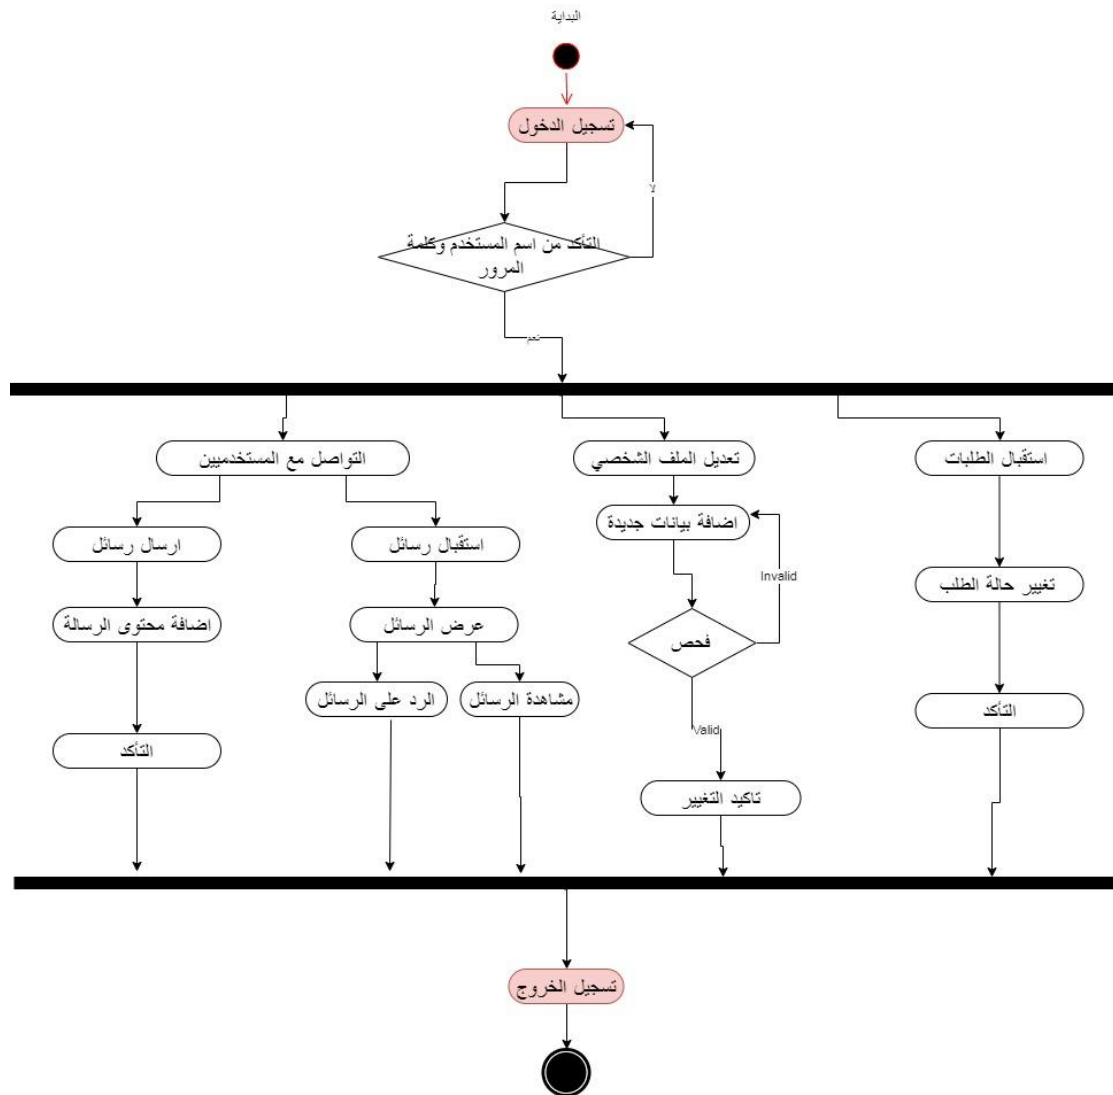 البداية
تسجيل الدخول
لا
التأكد من اسم المستخدم وكلمة
المرور
نعم
استقبال الطلبات
تعديل الملف الشخصي
التواصل مع المستخدميين
اضافة بيانات جديدة
استقبال رسائل
ارسال رسائل
Invalid
تغيير حالة الطلب
عرض الرسائل
اضافة محتوى الرسالة
فحص
مشاهدة الرسائل
الرد على الرسائل
التأكد
Valid
التأكد
تاكيد التغيير
تسجيل الخروج